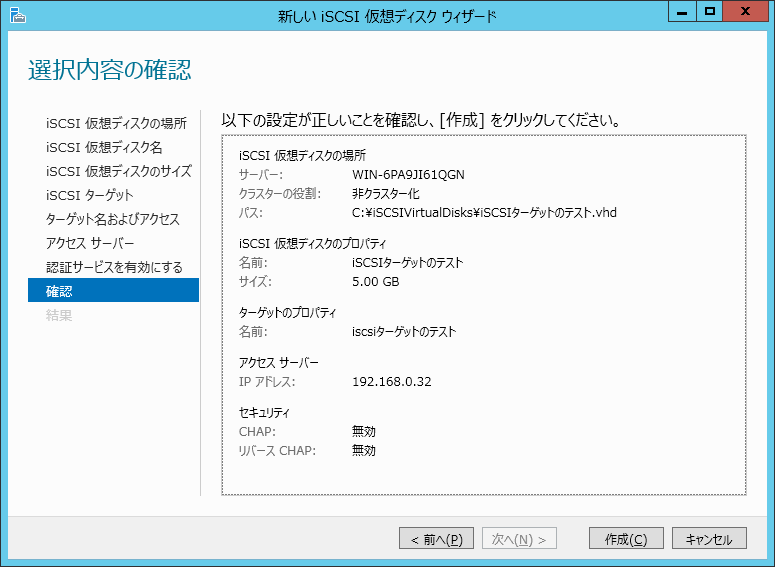 新しい iSCSI 仮想ディスク ウィザード
選択内容の確認
iSCSI 仮想ディスクの場所
iSCSI 仮想ディスク名
iSCSI 仮想ディスクのサイズ
iSCSI ターゲット
ターゲット名およびアクセス
アクセス サーバー
認証サービスを有効にする
確認
結果
以下の設定が正しいことを確認し、[作成] をクリックしてください。
iSCSI 仮想ディスクの場所
サーバー: WIN-6PA9JI61QGN
クラスターの役割: 非クラスター化
パス: C:¥iSCSIVirtualDisks¥iSCSIターゲットのテスト.vhd
iSCSI 仮想ディスクのプロパティ
名前: iSCSIターゲットのテスト
サイズ: 5.00 GB
ターゲットのプロパティ
名前: iscsiターゲットのテスト
アクセス サーバー
IP アドレス: 192.168.0.32
セキュリティ
CHAP: 無効
リバース CHAP: 無効
< 前へ(P) 次へ(N) > 作成(C) キャンセル